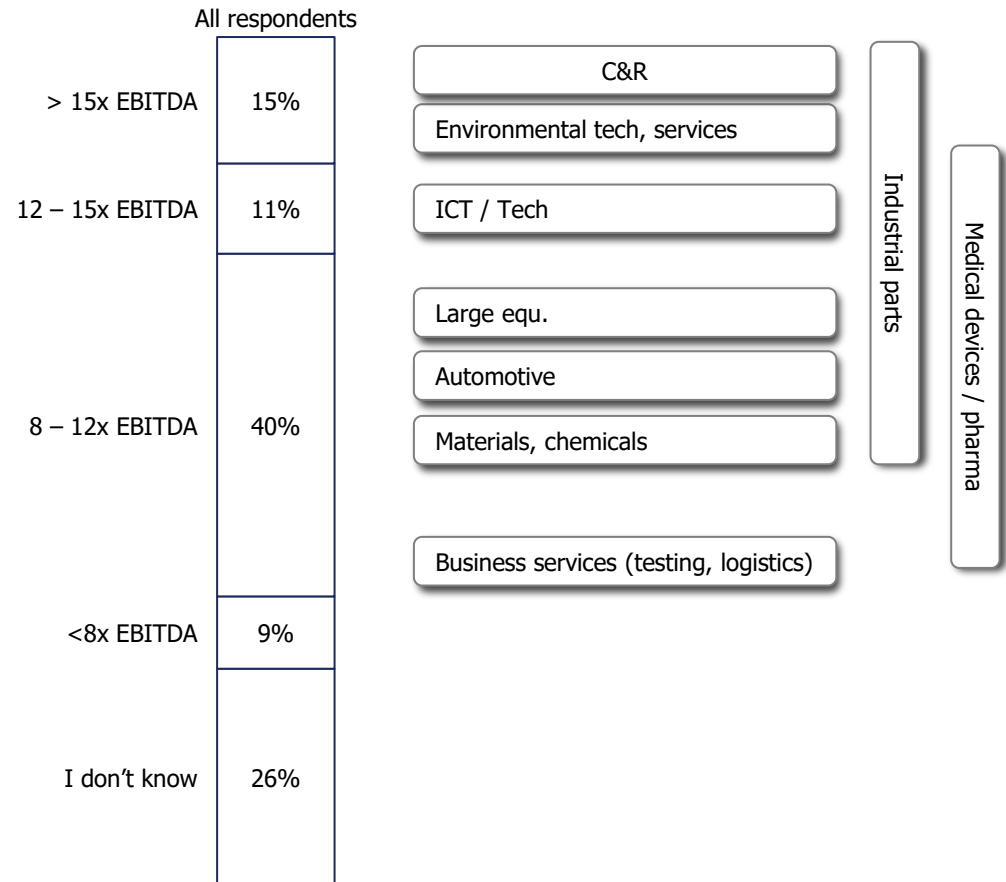 All respondents
> 15x EBITDA
15%
12 – 15x EBITDA
11%
8 – 12x EBITDA
40%
<8x EBITDA
9%
I don’t know
26%
C&R
Environmental tech, services
ICT / Tech
Large equ.
Automotive
Materials, chemicals
Business services (testing, logistics)
Industrial parts
Medical devices / pharma